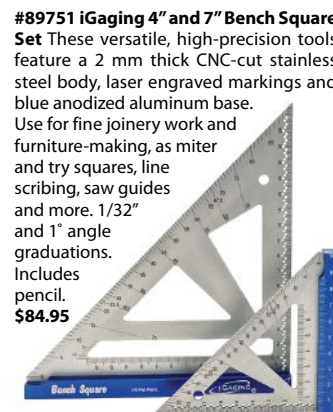 #89751 iGaging 4” and 7” Bench Square
Set These versatile, high-precision tools
feature a 2 mm thick CNC-cut stainless
steel body, laser engraved markings and
blue anodized aluminum base.
Use for fine joinery work and
furniture-making, as miter
and try squares, line
scribing, saw guides
and more. 1/32”
and 1˚ angle
graduations.
Includes
pencil.
$84.95
Bench Square
iGAGING